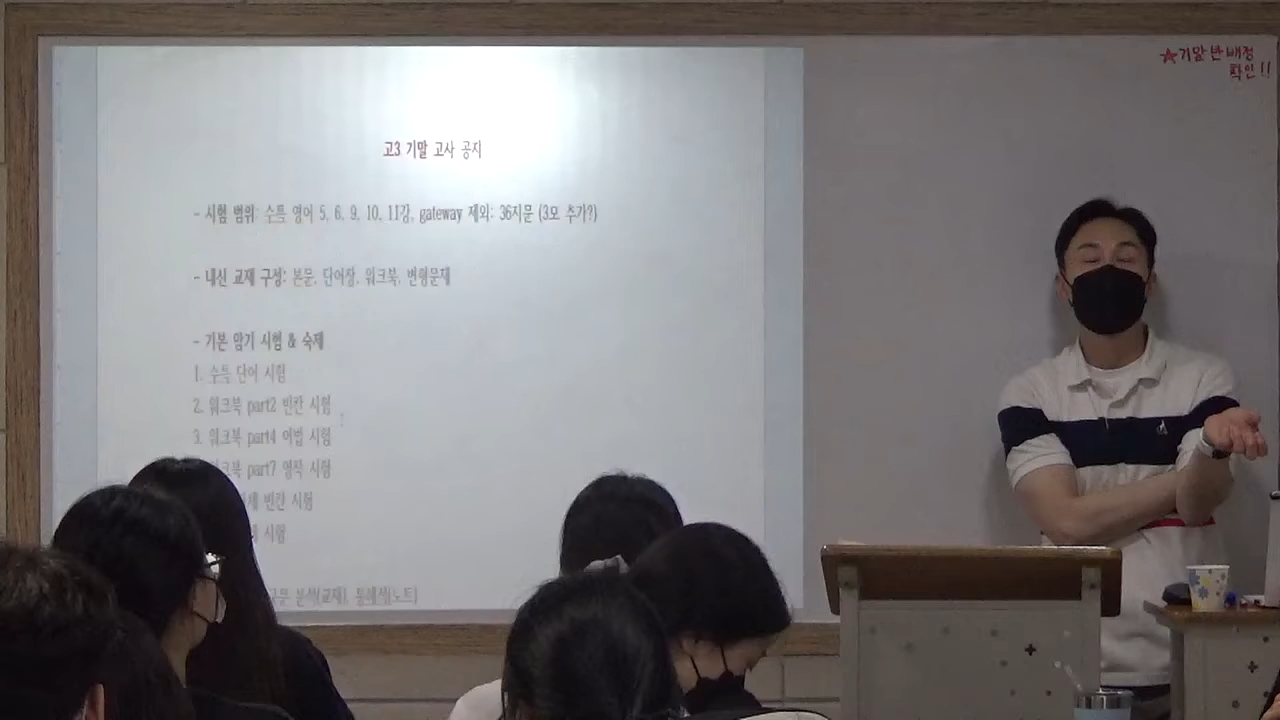 고3 기말 고사 공지
- 시험 범위: 수특 영어 5, 6, 9, 10, 11강, gateway 제외: 36지문 (3모 추가?)
- 내신 교재 구성: 본문, 단어장, 워크북, 변형문제
- 기본 암기 시험 & 숙제
1. 수특 단어 시험
2. 워크북 part2 빈칸 시험
3. 워크북 part4 어법 시험
워크북 part7 영작 시험
빈칸 시험
시험
분석(교재), 통해석(노트)
★기말 반 배정
확인!!